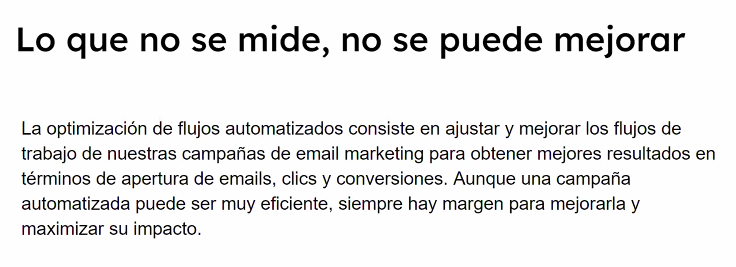 Lo que no se mide, no se puede mejorar
La optimización de flujos automatizados consiste en ajustar y mejorar los flujos de
trabajo de nuestras campañas de email marketing para obtener mejores resultados en
términos de apertura de emails, clics y conversiones. Aunque una campaña
automatizada puede ser muy eficiente, siempre hay margen para mejorarla y
maximizar su impacto.